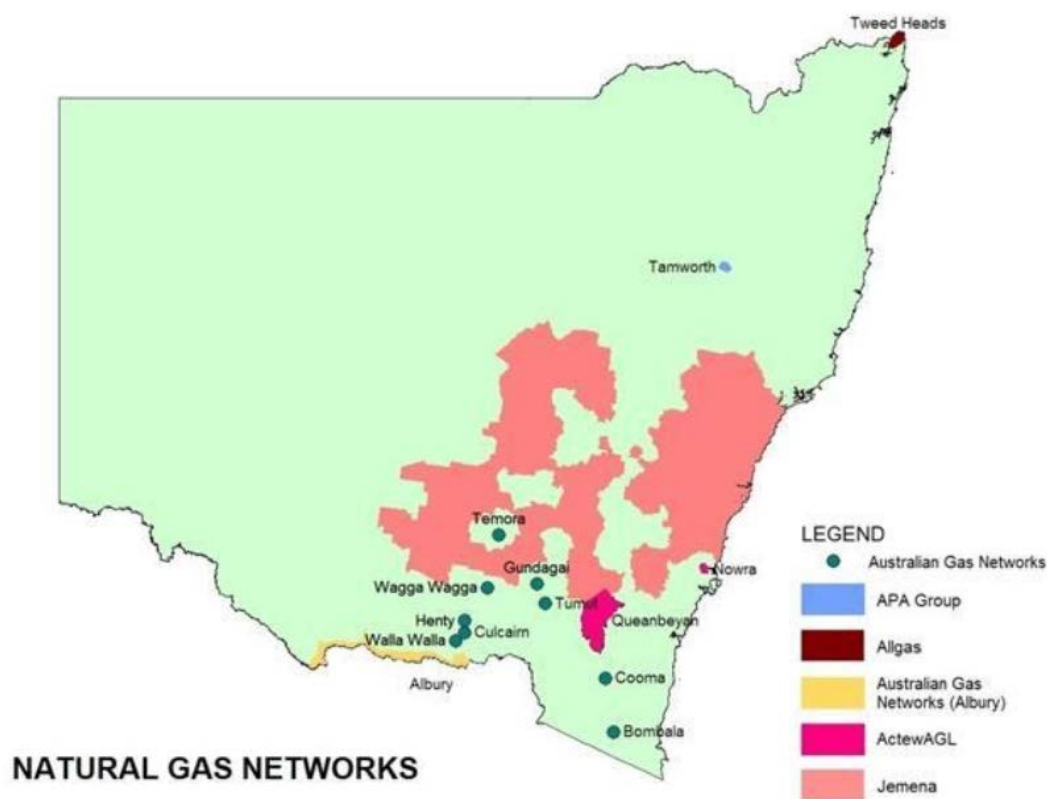 Tweed Heads
Tamworth
Temora
Gundagai
Wagga Wagga
Tumut
Henty
Culcairn
Walla Walla
Albury
Nowra
Queanbeyan
Cooma
Bombala
LEGEND
Australian Gas Networks
APA Group
Allgas
Australian Gas
Networks (Albury)
ActewAGL
Jemena
NATURAL GAS NETWORKS